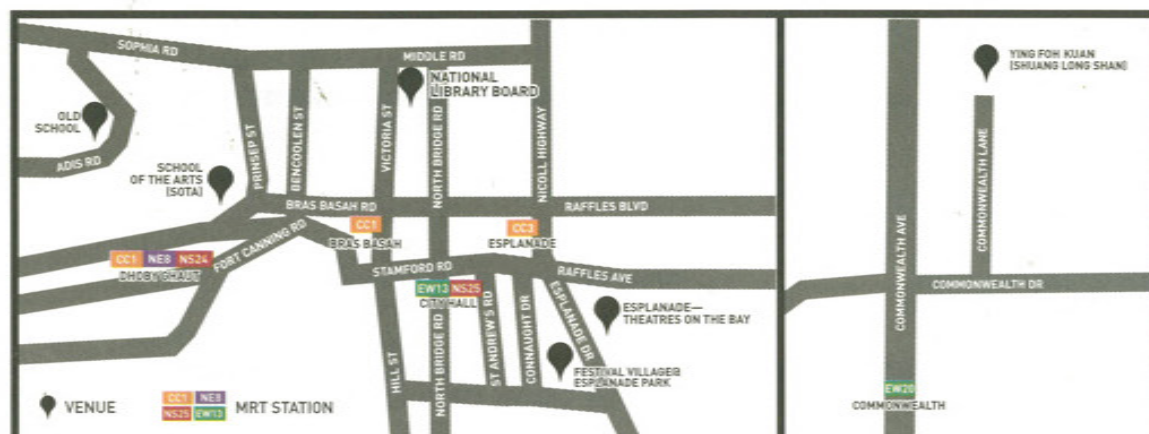 SOPHIA RD
MIDDLE RD
NATIONAL
LIBRARY BOARD
OLD
SCHOOL
ADIS RD
PRINSEP ST
BENCOOLEN ST
VICTORIA ST
NORTH BRIDGE RD
NICOLL HIGHWAY
SCHOOL
OF THE ARTS
(SOTA)
BRAS BASAH RD
RAFFLES BLVD
CC1
BRAS BASAH
CC3
ESPLANADE
CC1 NE8 NS24
DHOBY GHAUT
FORT CANNING RD
STAMFORD RD
RAFFLES AVE
EW13 NS25
CITY HALL
HILL ST
NORTH BRIDGE RD
ST ANDREW'S RD
CONNAUGHT DR
ESPLANADE DR
ESPLANADE—
THEATRES ON THE BAY
FESTIVAL VILLAGE@
ESPLANADE PARK
VENUE
CC1 NE8
NS25 EW13
MRT STATION
YING FOH KUAN
(SHUANG LONG SHAN)
COMMONWEALTH LANE
COMMONWEALTH AVE
COMMONWEALTH DR
EW20
COMMONWEALTH